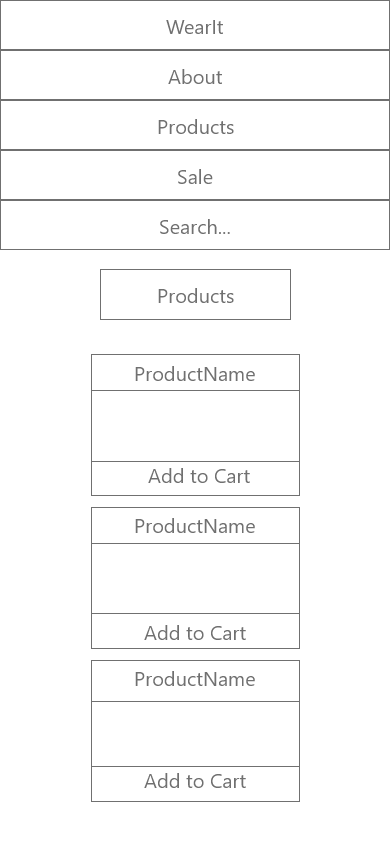 WearIt
About
Products
Sale
Search...
Products
ProductName
Add to Cart
ProductName
Add to Cart
ProductName
Add to Cart